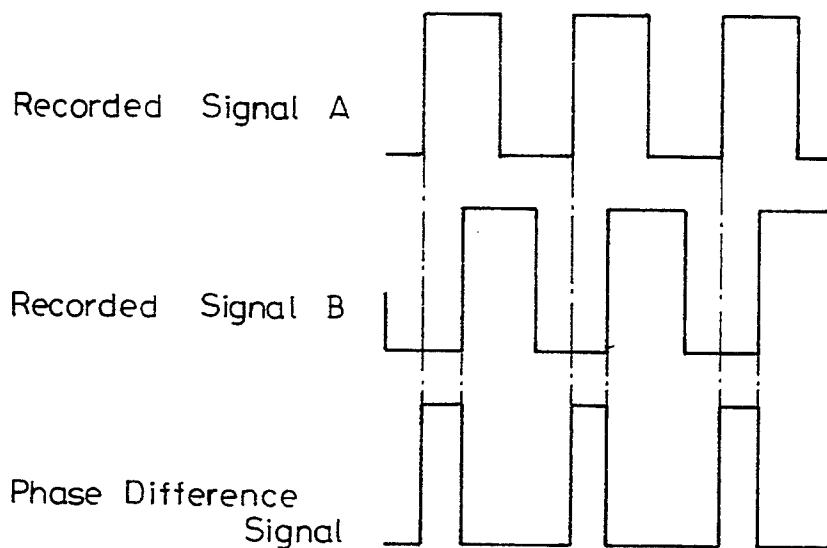 Recorded Signal A
Recorded Signal B
Phase Difference
Signal